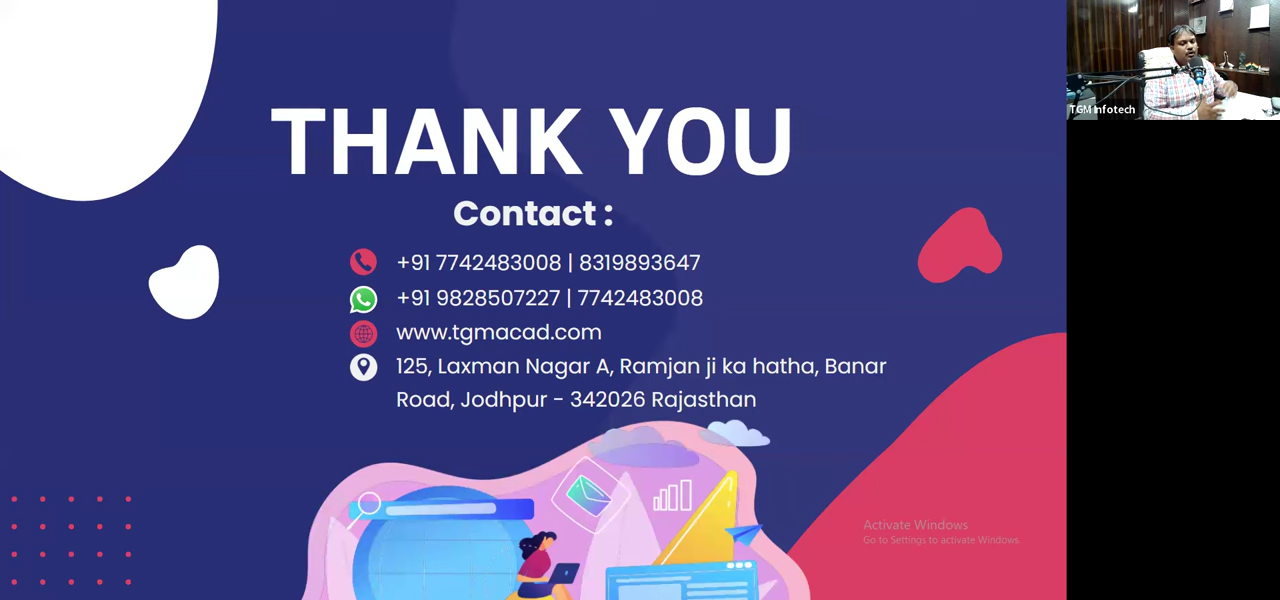 THANK YOU
Contact :
+91 7742483008 | 8319893647
+91 9828507227 | 7742483008
www.tgmacad.com
125, Laxman Nagar A, Ramjan ji ka hatha, Banar
Road, Jodhpur - 342026 Rajasthan
Activate Windows
Go to Settings to activate Windows.
TGM Infotech